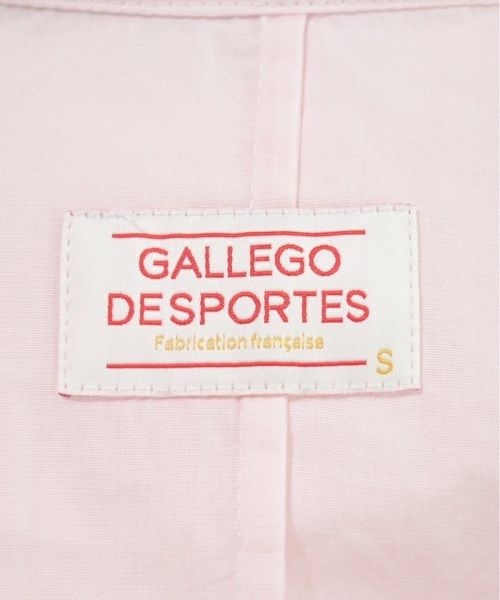 GALLEGO
DESPORTES
Fabrication française
S